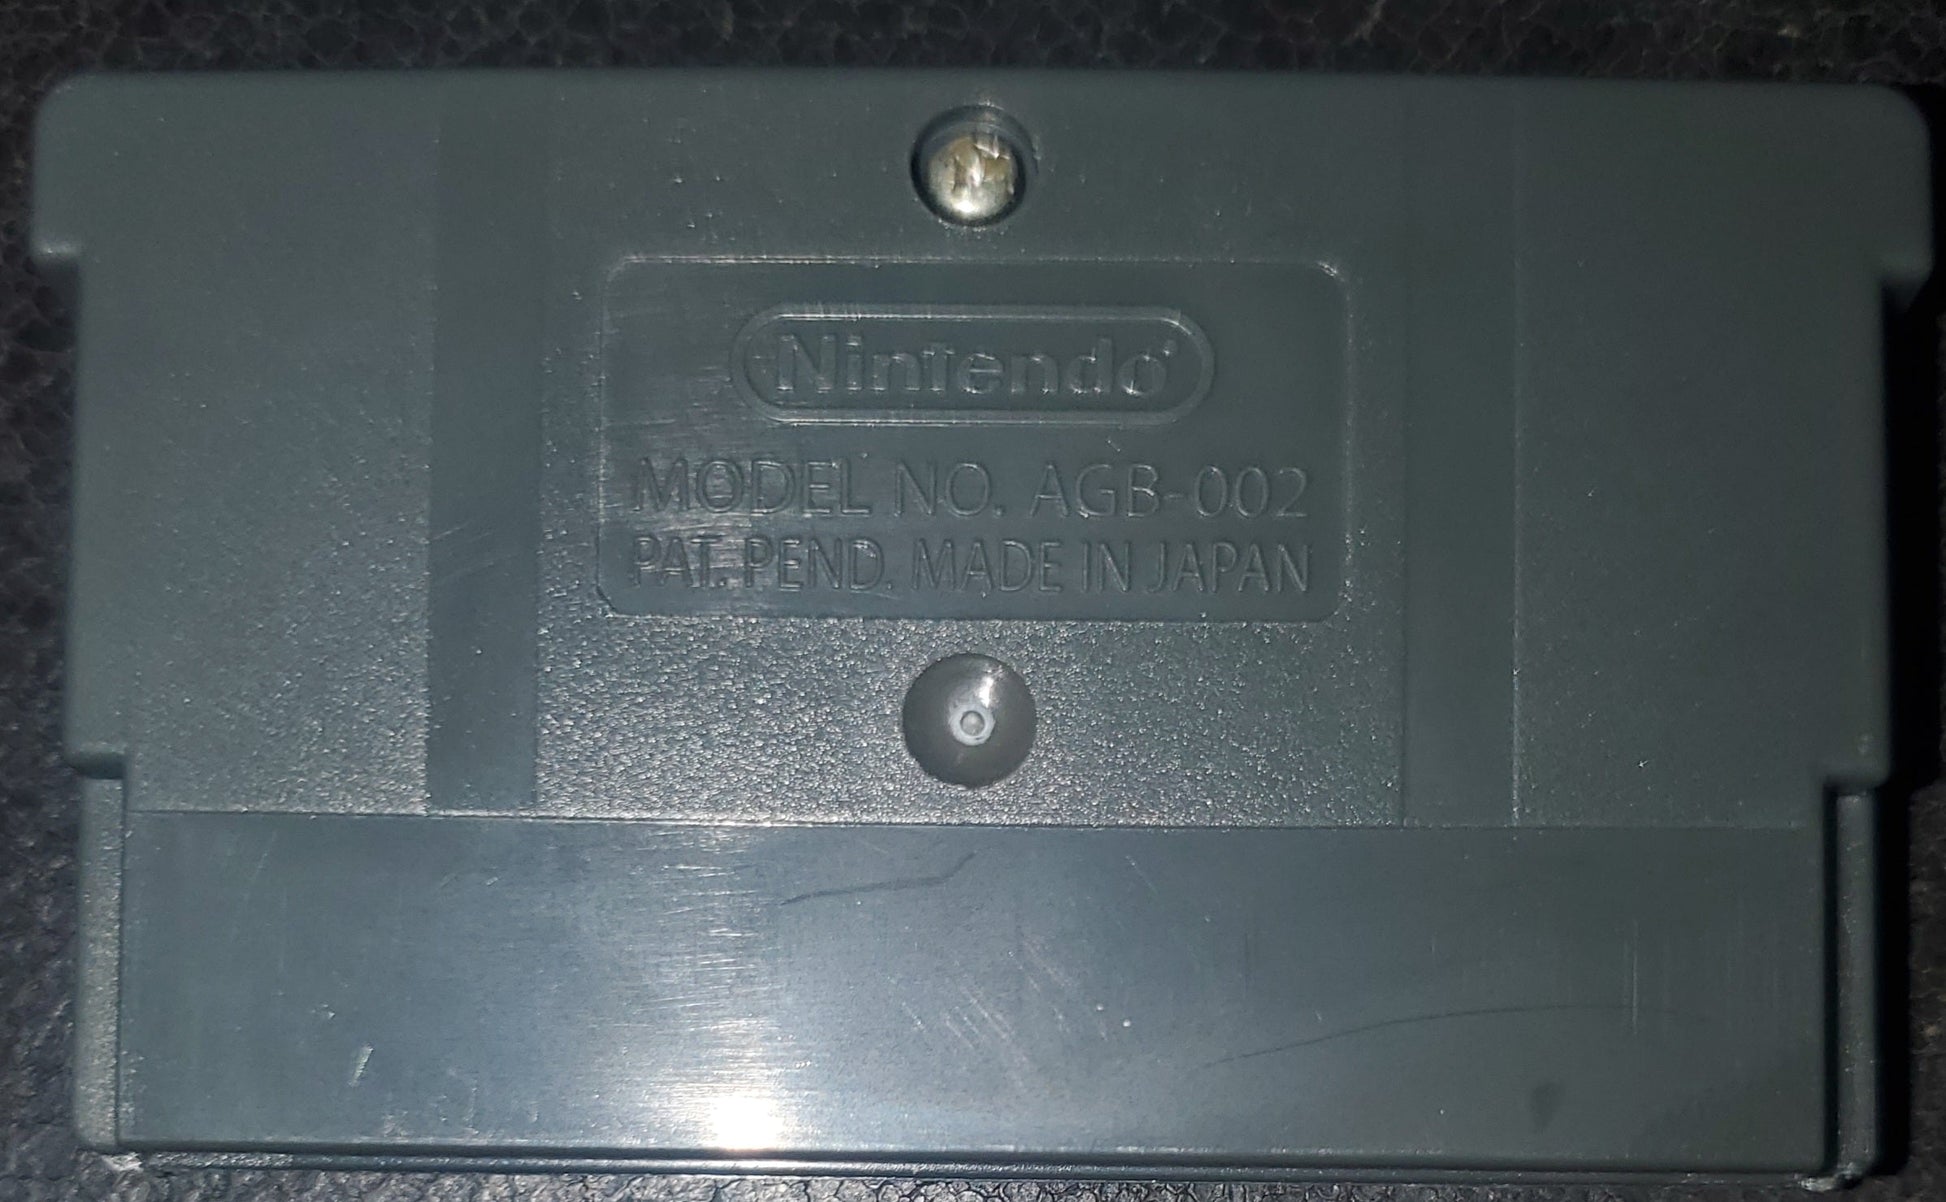 Nintendo
MODEL NO. AGB-002
PAT. PEND. MADE IN JAPAN